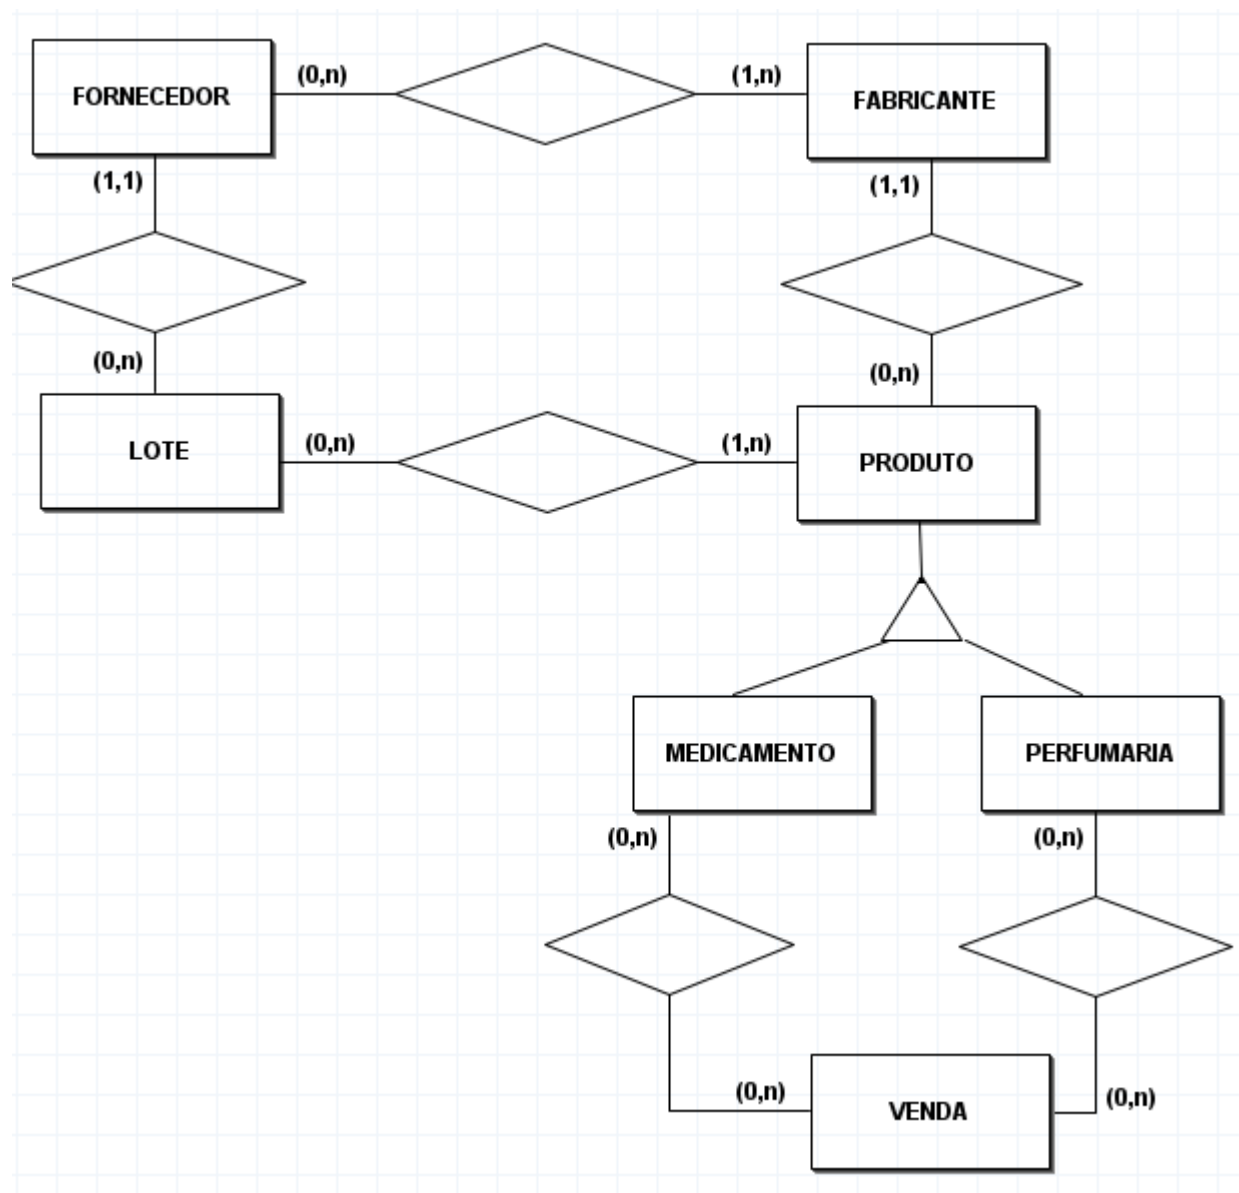 (0,n)
(1,n)
FORNECEDOR
FABRICANTE
(1,1)
(1,1)
(0,n)
(0,n)
(0,n)
(1,n)
LOTE
PRODUTO
MEDICAMENTO
PERFUMARIA
(0,n)
(0,n)
(0,n)
(0,n)
VENDA